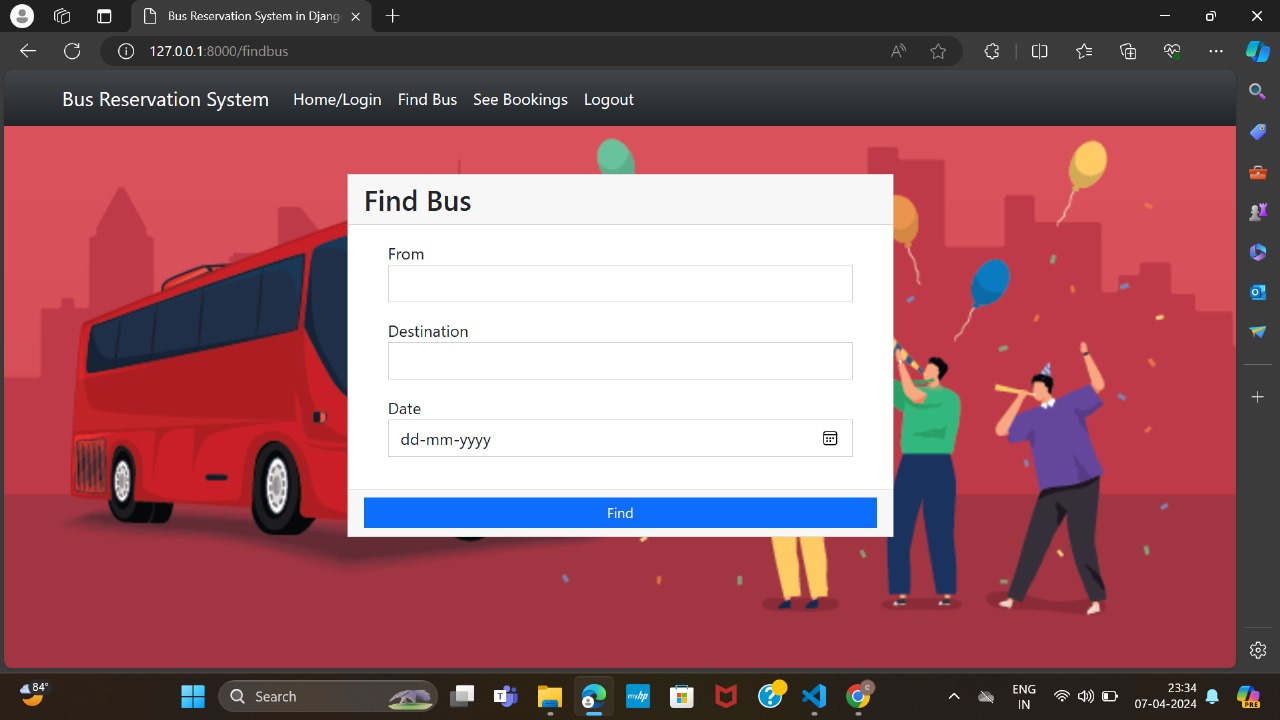 Bus Reservation System in Djang
127.0.0.1:8000/findbus
Bus Reservation System Home/Login Find Bus See Bookings Logout
Find Bus
From
Destination
Date
dd-mm-yyyy
Find
84°
Search
myhp
ENG
IN
23:34
07-04-2024
PRE